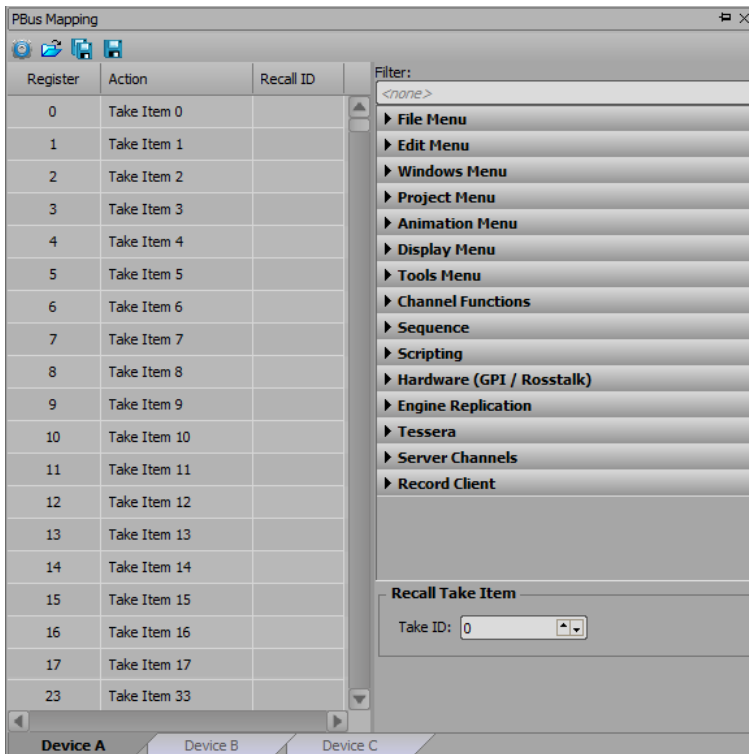 PBus Mapping
Register Action Recall ID
0 Take Item 0
1 Take Item 1
2 Take Item 2
3 Take Item 3
4 Take Item 4
5 Take Item 5
6 Take Item 6
7 Take Item 7
8 Take Item 8
9 Take Item 9
10 Take Item 10
11 Take Item 11
12 Take Item 12
13 Take Item 13
14 Take Item 14
15 Take Item 15
16 Take Item 16
17 Take Item 17
23 Take Item 33
Filter:
<none>
File Menu
Edit Menu
Windows Menu
Project Menu
Animation Menu
Display Menu
Tools Menu
Channel Functions
Sequence
Scripting
Hardware (GPI / Rosstalk)
Engine Replication
Tessera
Server Channels
Record Client
Recall Take Item
Take ID: 0
Device A Device B Device C